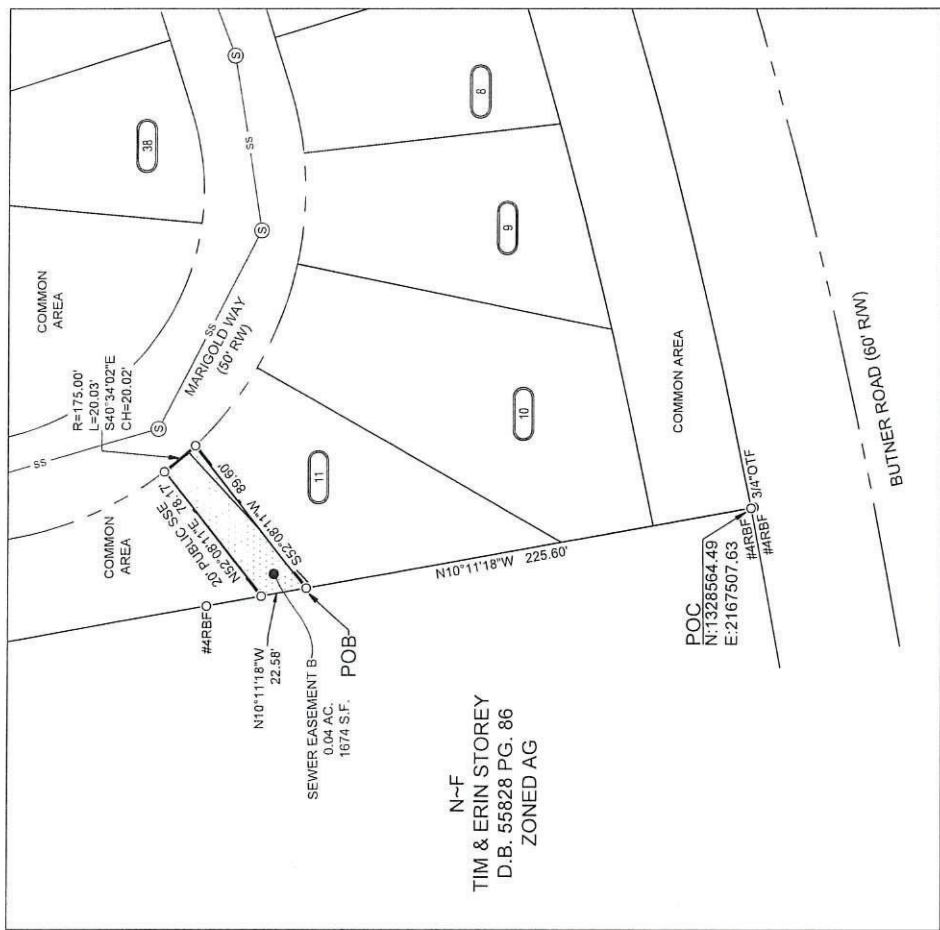 COMMON
AREA
38
R=175.00'
L=20.03'
S40°34'02"E
CH=20.02'
S
S
S
SS
SS
SS
MARIGOLD WAY
(50' RW)
8
9
10
11
COMMON
AREA
20' PUBLIC SSE
N52°08'11"E 78.17'
S52°08'11"W 89.60'
#4RBF
N10°11'18"W
22.58'
SEWER EASEMENT B
0.04 AC.
1674 S.F.
POB
N10°11'18"W 225.60'
COMMON AREA
POC
N:1328564.49
E:2167507.63
#4RBF 3/4"OTF
#4RBF
BUTNER ROAD (60' R/W)
N~F
TIM & ERIN STOREY
D.B. 55828 PG. 86
ZONED AG